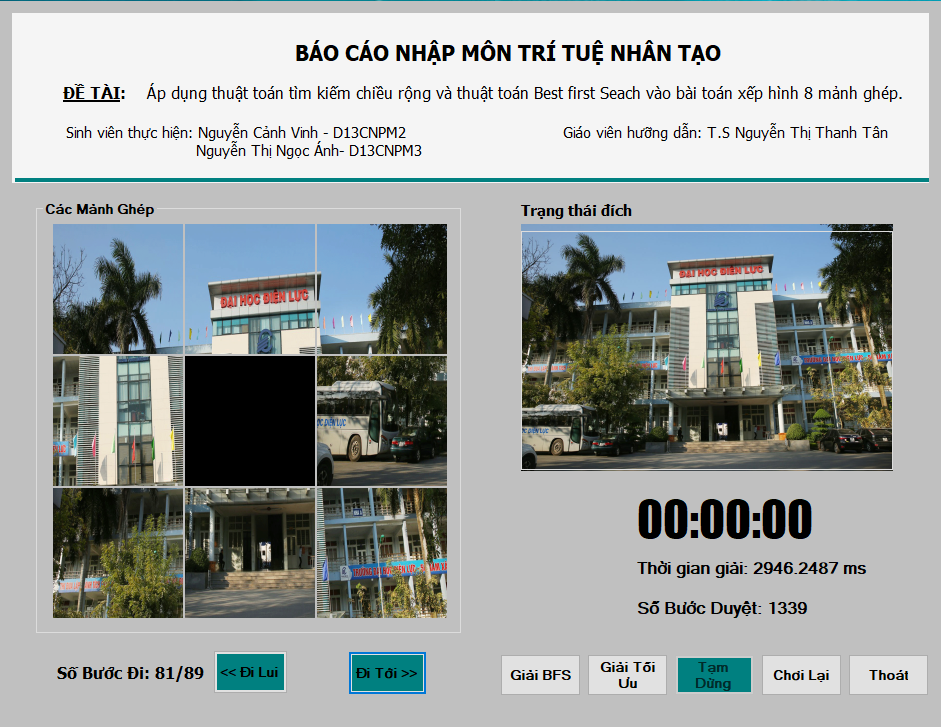 BÁO CÁO NHẬP MÔN TRÍ TUỆ NHÂN TẠO
ĐỀ TÀI: Áp dụng thuật toán tìm kiếm chiều rộng và thuật toán Best first Seach vào bài toán xếp hình 8 mảnh ghép.
Sinh viên thực hiện: Nguyễn Cảnh Vinh - D13CNPM2
Giáo viên hưỡng dẫn: T.S Nguyễn Thị Thanh Tân
Nguyễn Thị Ngọc Ánh- D13CNPM3
Các Mảnh Ghép
Trạng thái đích
ĐẠI HỌC ĐIỆN LỰC
ĐẠI HỌC ĐIỆN LỰC
ĐIỆN LỰC
00:00:00
Thời gian giải: 2946.2487 ms
Số Bước Duyệt: 1339
Số Bước Đi: 81/89
<< Đi Lui
Đi Tới >>
Giải BFS
Giải Tối
Ưu
Tạm
Dừng
Chơi Lại
Thoát